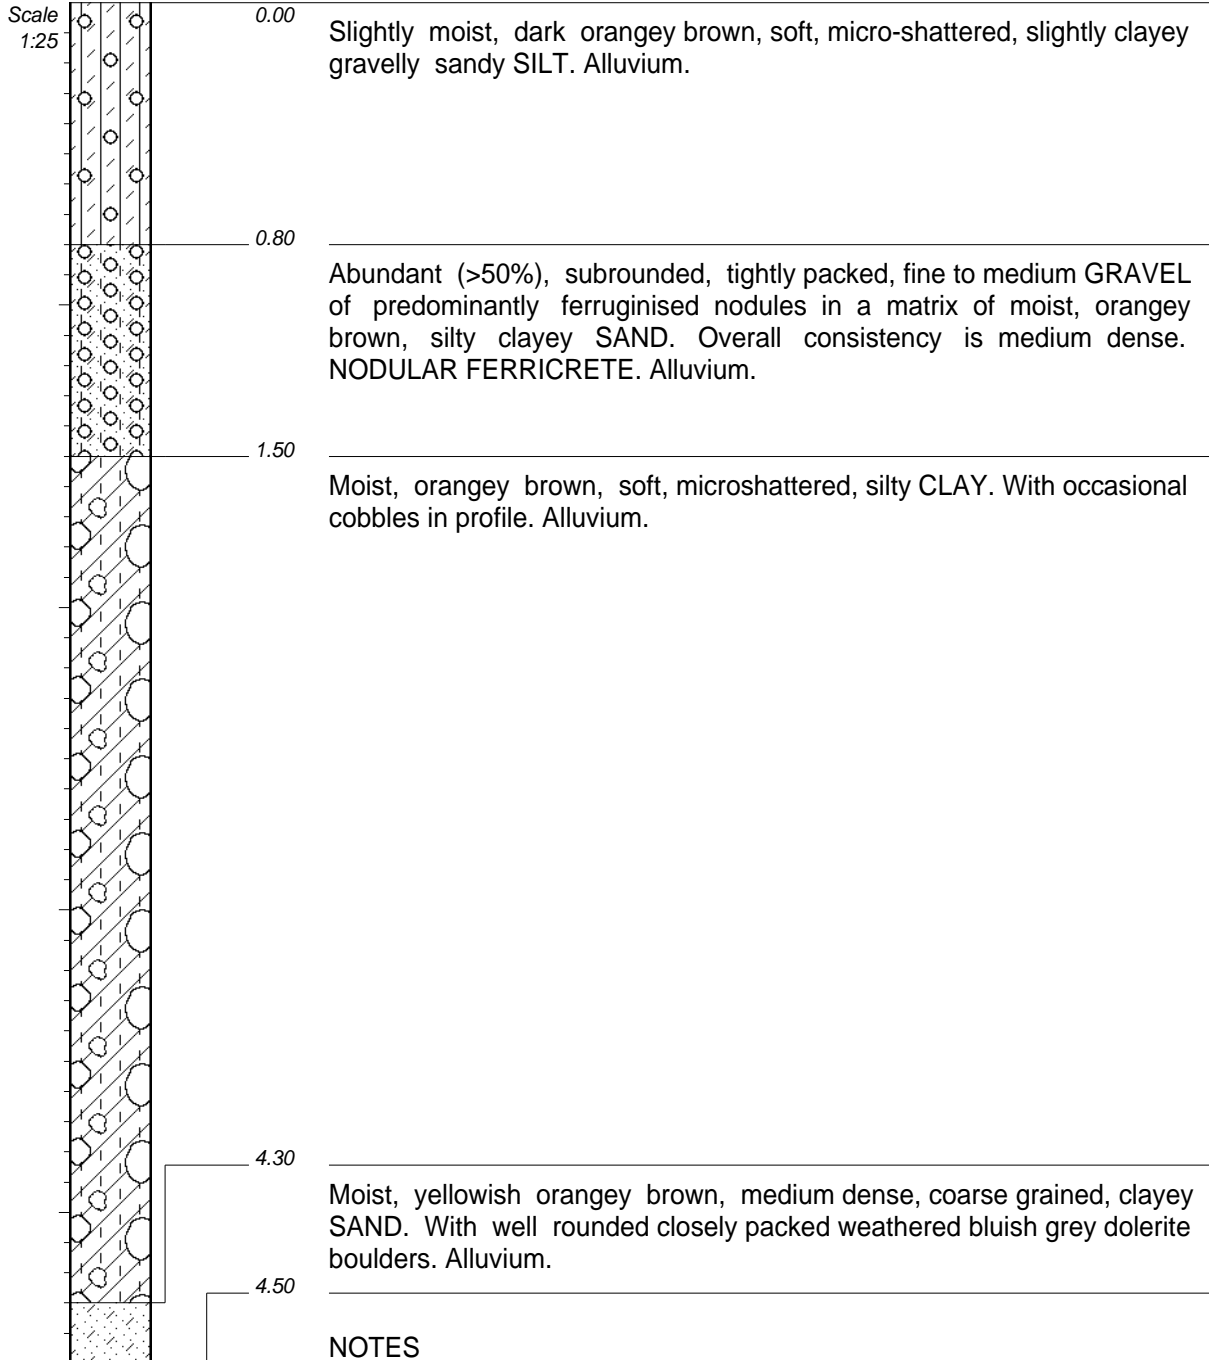 Scale
1:25
0.00
Slightly moist, dark orangey brown, soft, micro-shattered, slightly clayey
gravelly sandy SILT. Alluvium.
0.80
Abundant (>50%), subrounded, tightly packed, fine to medium GRAVEL
of predominantly ferruginised nodules in a matrix of moist, orangey
brown, silty clayey SAND. Overall consistency is medium dense.
NODULAR FERRICRETE. Alluvium.
1.50
Moist, orangey brown, soft, microshattered, silty CLAY. With occasional
cobbles in profile. Alluvium.
4.30
Moist, yellowish orangey brown, medium dense, coarse grained, clayey
SAND. With well rounded closely packed weathered bluish grey dolerite
boulders. Alluvium.
4.50
NOTES